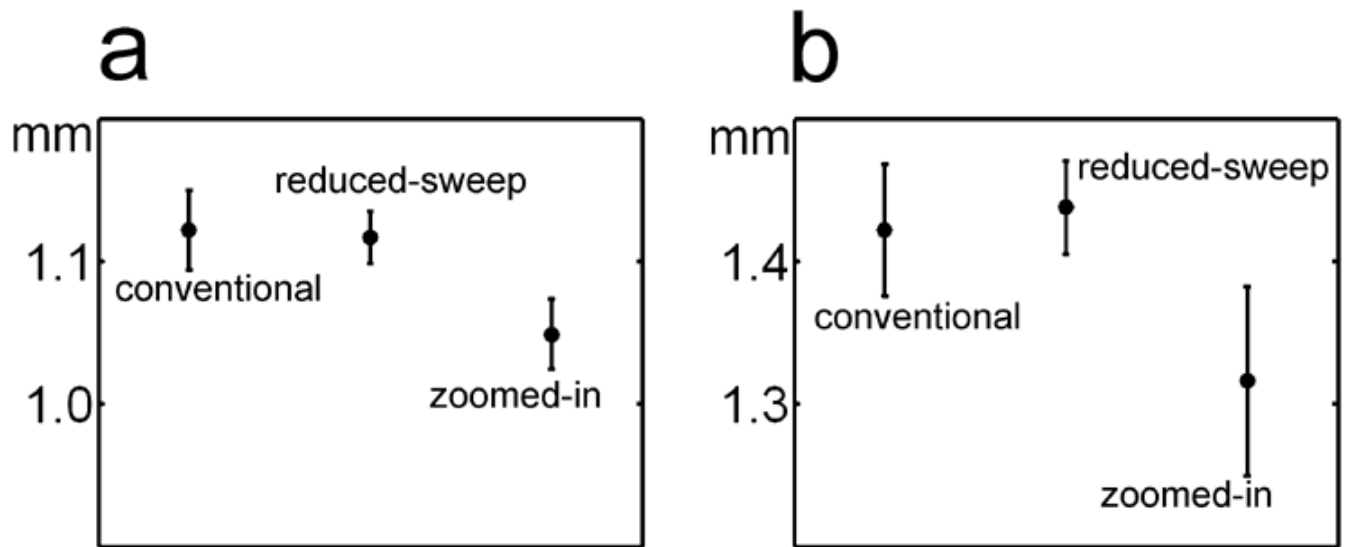 a
mm
1.1
1.0
conventional
reduced-sweep
zoomed-in
b
mm
1.4
1.3
conventional
reduced-sweep
zoomed-in